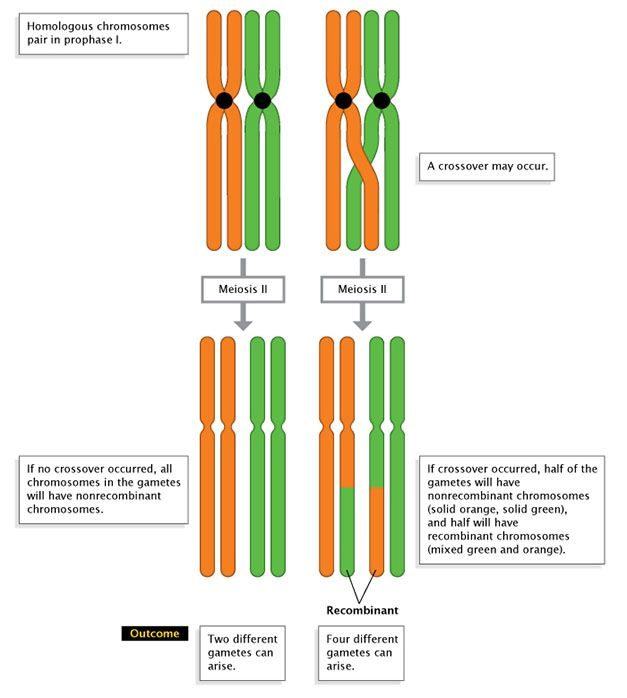 Homologous chromosomes
pair in prophase I.
A crossover may occur.
Meiosis II
Meiosis II
If no crossover occurred, all
chromosomes in the gametes
will have nonrecombinant
chromosomes.
If crossover occurred, half of the
gametes will have
nonrecombinant chromosomes
(solid orange, solid green),
and half will have
recombinant chromosomes
(mixed green and orange).
Recombinant
Outcome
Two different
gametes can
arise.
Four different
gametes can
arise.